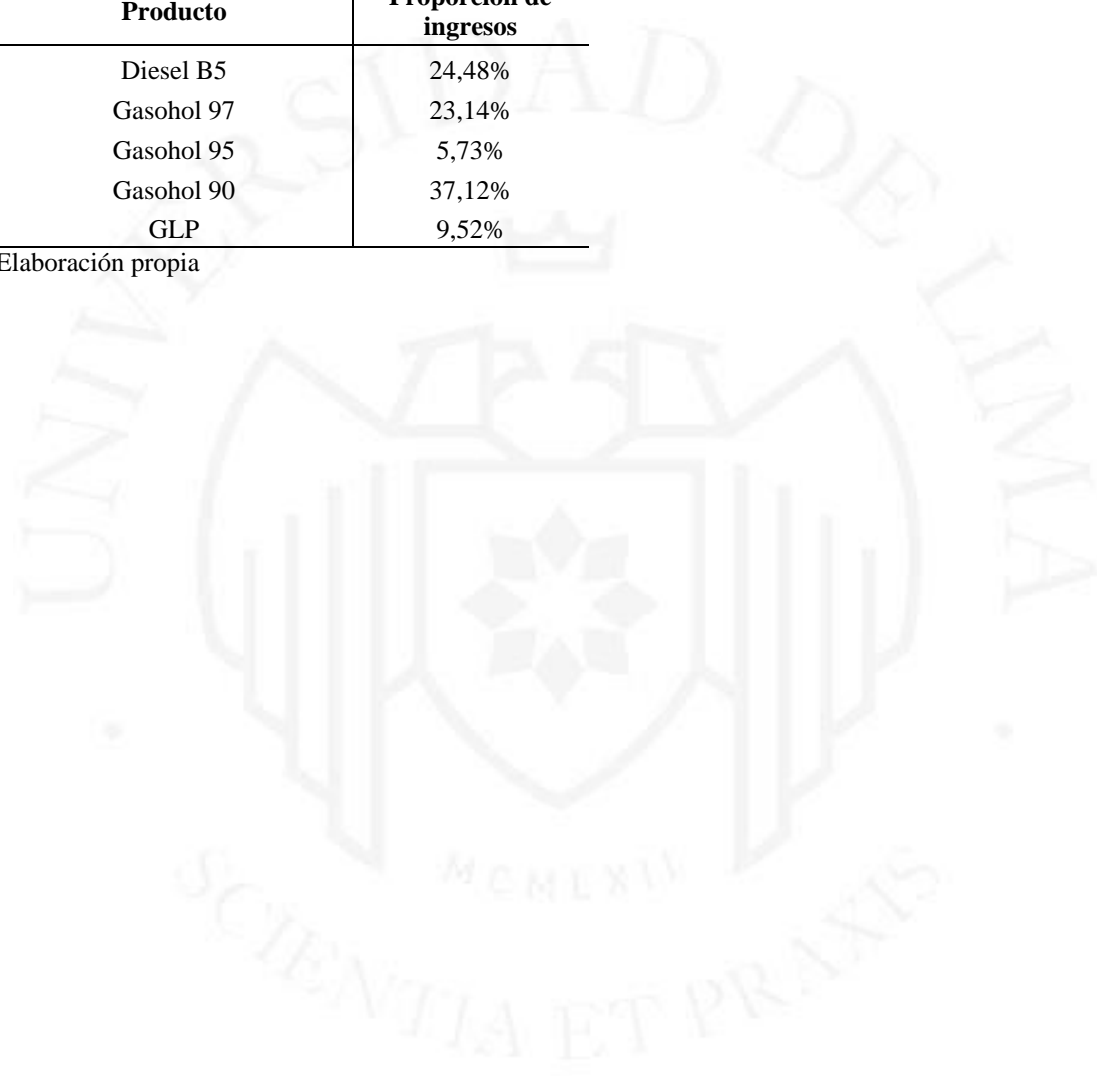 Producto
Proporción de
ingresos
Diesel B5 24,48%
Gasohol 97 23,14%
Gasohol 95 5,73%
Gasohol 90 37,12%
GLP 9,52%
Elaboración propia
UNIVERSIDAD DE LIMA
MCMLXII
SCIENTIA ET PRAXIS